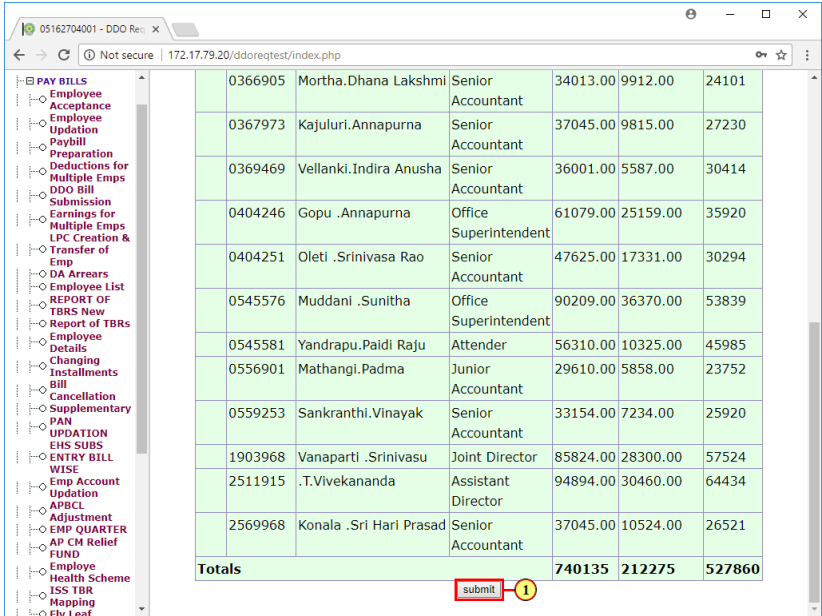 05162704001 - DDO Req
Not secure | 172.17.79.20/ddoreqtest/index.php
PAY BILLS
Employee
Acceptance
Employee
Updation
Paybill
Preparation
Deductions for
Multiple Emps
DDO Bill
Submission
Earnings for
Multiple Emps
LPC Creation &
Transfer of
Emp
DA Arrears
Employee List
REPORT OF
TBRS New
Report of TBRs
Employee
Details
Changing
Installments
Bill
Cancellation
Supplementary
PAN
UPDATION
EHS SUBS
ENTRY BILL
WISE
Emp Account
Updation
APBCL
Adjustment
EMP QUARTER
AP CM Relief
FUND
Employe
Health Scheme
ISS TBR
Mapping
Fly Leaf
0366905 Mortha.Dhana Lakshmi Senior 34013.00 9912.00 24101
Accountant
0367973 Kajuluri.Annapurna Senior 37045.00 9815.00 27230
Accountant
0369469 Vellanki.Indira Anusha Senior 36001.00 5587.00 30414
Accountant
0404246 Gopu .Annapurna Office 61079.00 25159.00 35920
Superintendent
0404251 Oleti .Srinivasa Rao Senior 47625.00 17331.00 30294
Accountant
0545576 Muddani .Sunitha Office 90209.00 36370.00 53839
Superintendent
0545581 Yandrapu.Paidi Raju Attender 56310.00 10325.00 45985
0556901 Mathangi.Padma Junior 29610.00 5858.00 23752
Accountant
0559253 Sankranthi.Vinayak Senior 33154.00 7234.00 25920
Accountant
1903968 Vanaparti .Srinivasu Joint Director 85824.00 28300.00 57524
2511915 .T.Vivekananda Assistant 94894.00 30460.00 64434
Director
2569968 Konala .Sri Hari Prasad Senior 37045.00 10524.00 26521
Accountant
Totals 740135 212275 527860
submit 1